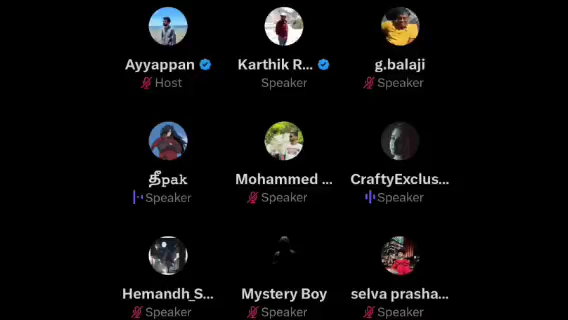 Ayyappan
Karthik R...
g.balaji
Host
Speaker
Speaker
தீpak
Mohammed ...
CraftyExclus...
Speaker
Speaker
Speaker
Hemandh_S...
Mystery Boy
selva prasha...
Speaker
Speaker
Speaker